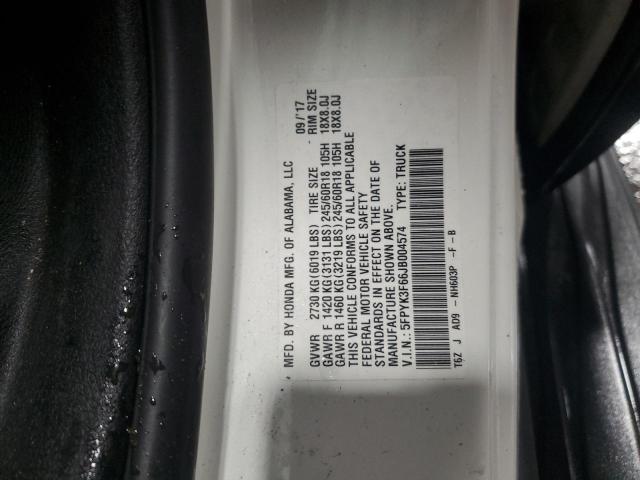 MFD. BY HONDA MFG. OF ALABAMA, LLC 09/'17
GVWR 2730 KG (6019 LBS) TIRE SIZE - RIM SIZE
GAWR F 1420 KG (3131 LBS) 245/60R18 105H 18X8.0J
GAWR R 1460 KG (3219 LBS) 245/60R18 105H 18X8.0J
THIS VEHICLE CONFORMS TO ALL APPLICABLE
FEDERAL MOTOR VEHICLE SAFETY
STANDARDS IN EFFECT ON THE DATE OF
MANUFACTURE SHOWN ABOVE.
V.I.N.: 5FPYK3F66JB004574 TYPE: TRUCK
T6Z J AD9 - NH603P -F -B